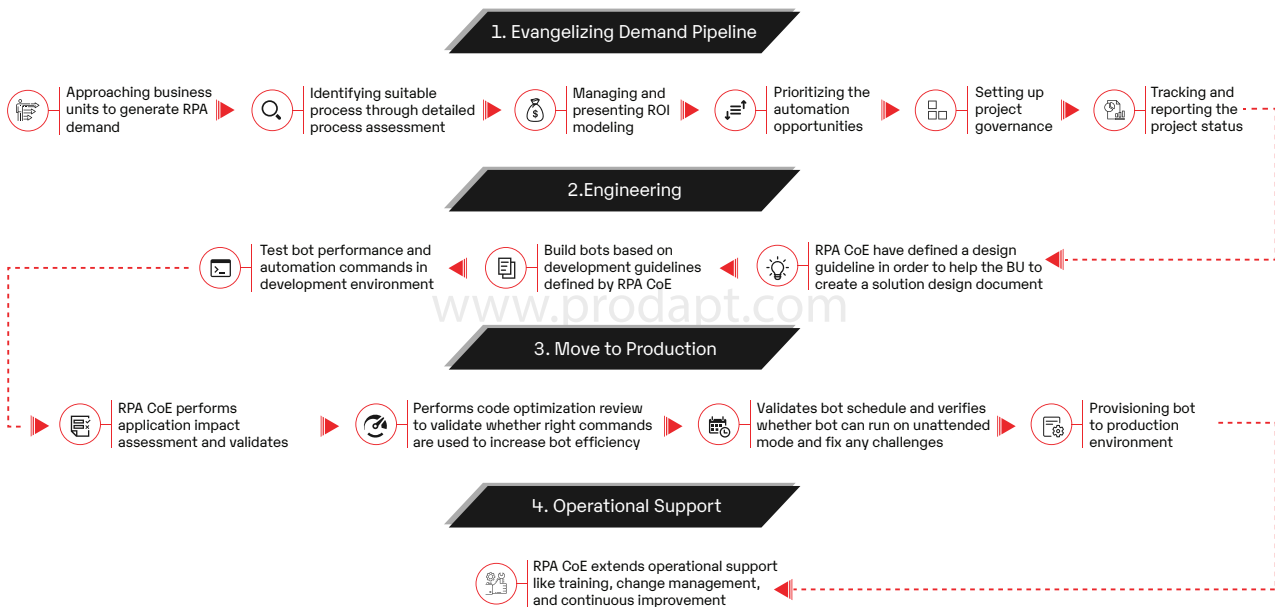 1. Evangelizing Demand Pipeline
Approaching business
units to generate RPA
demand
Identifying suitable
process through detailed
process assessment
Managing and
presenting ROI
modeling
Prioritizing the
automation
opportunities
Setting up
project
governance
Tracking and
reporting the
project status
2.Engineering
RPA CoE have defined a design
guideline in order to help the BU to
create a solution design document
Build bots based on
development guidelines
defined by RPA CoE
Test bot performance and
automation commands in
development environment
www.prodapt.com
3. Move to Production
RPA CoE performs
application impact
assessment and validates
Performs code optimization review
to validate whether right commands
are used to increase bot efficiency
Validates bot schedule and verifies
whether bot can run on unattended
mode and fix any challenges
Provisioning bot
to production
environment
4. Operational Support
RPA CoE extends operational support
like training, change management,
and continuous improvement